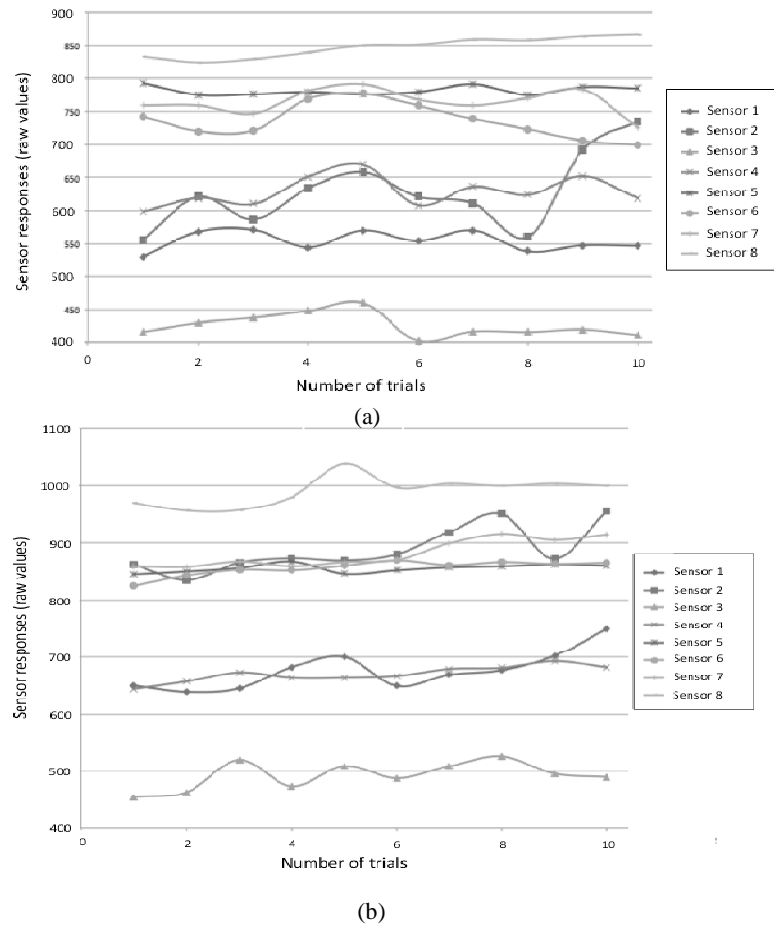 900
850
800
750
700
650
600
550
500
450
400
Sensor responses (raw values)
0 2 4 6 8 10
Number of trials
Sensor 1
Sensor 2
Sensor 3
Sensor 4
Sensor 5
Sensor 6
Sensor 7
Sensor 8
(a)
1100
1000
900
800
700
600
500
400
Sensor responses (raw values)
0 2 4 6 8 10
Number of trials
Sensor 1
Sensor 2
Sensor 3
Sensor 4
Sensor 5
Sensor 6
Sensor 7
Sensor 8
(b)